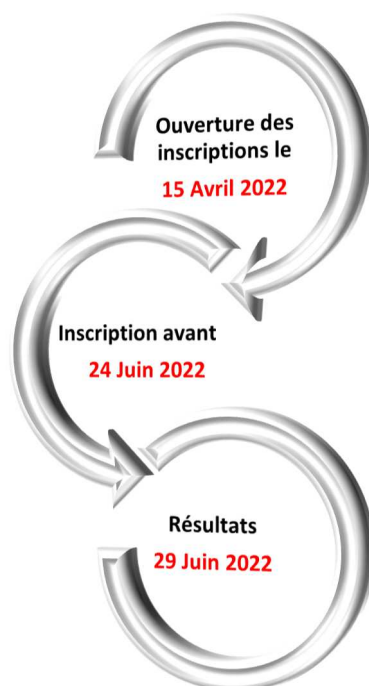 Ouverture des
inscriptions le
15 Avril 2022
Inscription avant
24 Juin 2022
Résultats
29 Juin 2022